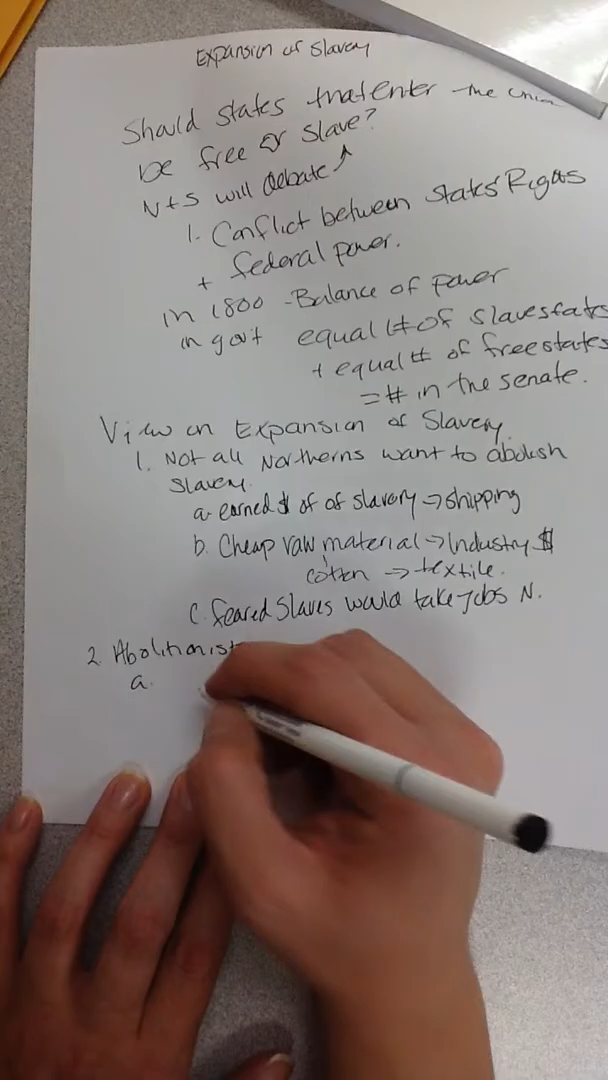 Expansion of Slavery
Should states that enter the Union
be free or Slave?
N+S will debate
1. Conflict between States' Rights
+ federal power.
in 1800 - Balance of power
in gov't equal # of slave states
+ equal # of free states
= # in the senate.
View on Expansion of Slavery
1. Not all Northerns want to abolish
Slavery.
a. earned $ of of slavery → shipping
b. Cheap raw material → Industry $
cotten → textile.
c. feared slaves would take jobs N.
2. Abolitionist
a.